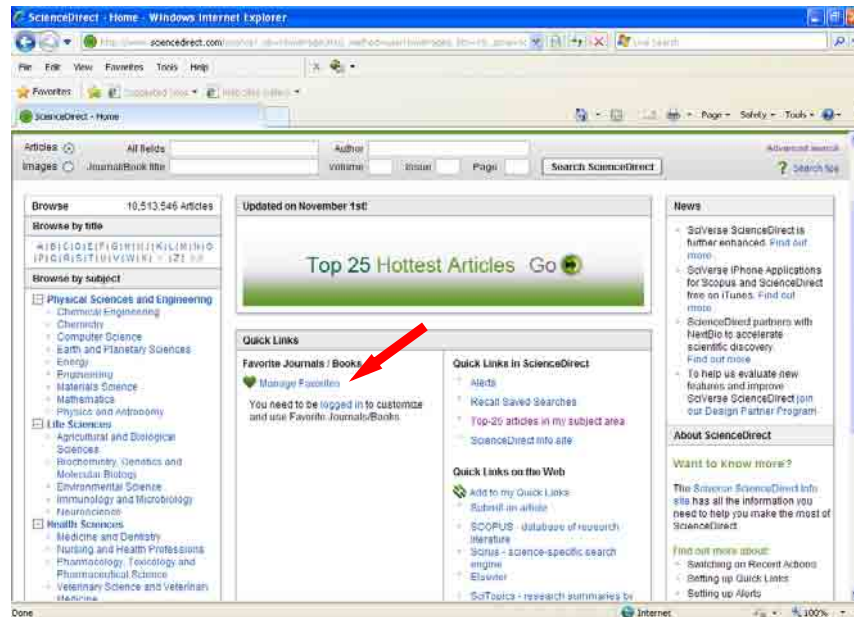 ScienceDirect - Home - Windows Internet Explorer
File Edit View Favorites Tools Help
Favorites
ScienceDirect - Home
Page Safety Tools
Articles All fields Author
Advanced search
Images Journal/Book title Volume Issue Page Search ScienceDirect
Search tips
Browse 10,513,546 Articles
Browse by title
Browse by subject
Physical Sciences and Engineering
Chemical Engineering
Chemistry
Computer Science
Earth and Planetary Sciences
Energy
Engineering
Materials Science
Mathematics
Physics and Astronomy
Life Sciences
Agricultural and Biological
Sciences
Biochemistry, Genetics and
Molecular Biology
Environmental Science
Immunology and Microbiology
Neuroscience
Health Sciences
Medicine and Dentistry
Nursing and Health Professions
Pharmacology, Toxicology and
Pharmaceutical Science
Veterinary Science and Veterinary
Medicine
Updated on November 1st!
Top 25 Hottest Articles Go
Quick Links
Favorite Journals / Books
Manage Favorites
You need to be logged in to customize
and use Favorite Journals/Books.
Quick Links in ScienceDirect
Alerts
Recall Saved Searches
Top-25 articles in my subject area
ScienceDirect Info site
Quick Links on the Web
Add to my Quick Links
Submit an article
SCOPUS - database of research
literature
Scirus - science-specific search
engine
Elsevier
SciTopics - research summaries by
News
SciVerse ScienceDirect is
further enhanced. Find out
more
SciVerse iPhone Applications
for Scopus and ScienceDirect
free on iTunes. Find out
more
ScienceDirect partners with
NextBio to accelerate
scientific discovery.
Find out more
To help us evaluate new
features and improve
SciVerse ScienceDirect join
our Design Partner Program
About ScienceDirect
Want to know more?
The SciVerse ScienceDirect Info
site has all the information you
need to help you make the most of
ScienceDirect
Find out more about:
Switching on Recent Actions
Setting up Quick Links
Setting up Alerts
Done Internet 100%